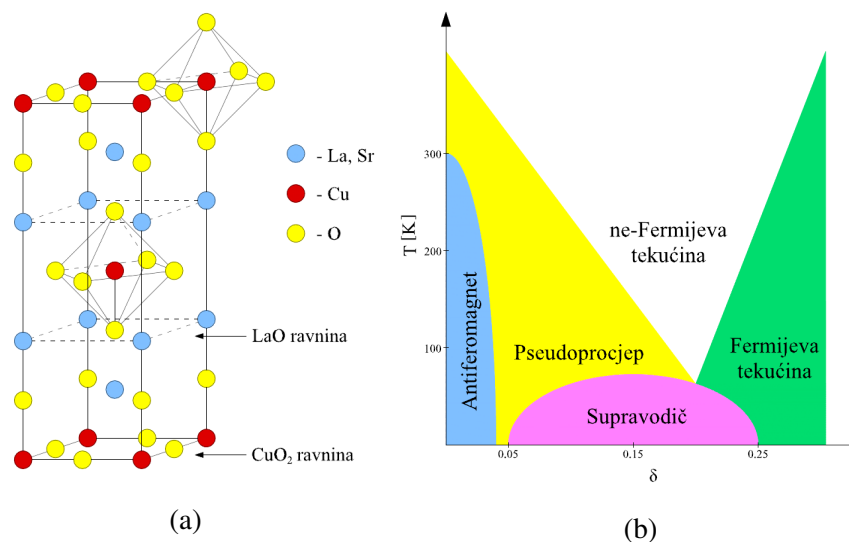 - La, Sr
- Cu
- O
LaO ravnina
CuO₂ ravnina
(a)
T [K]
300
200
100
ne-Fermijeva
tekućina
Antiferomagnet
Pseudoprocjep
Fermijeva
tekućina
Supravodič
0.05
0.15
0.25
δ
(b)